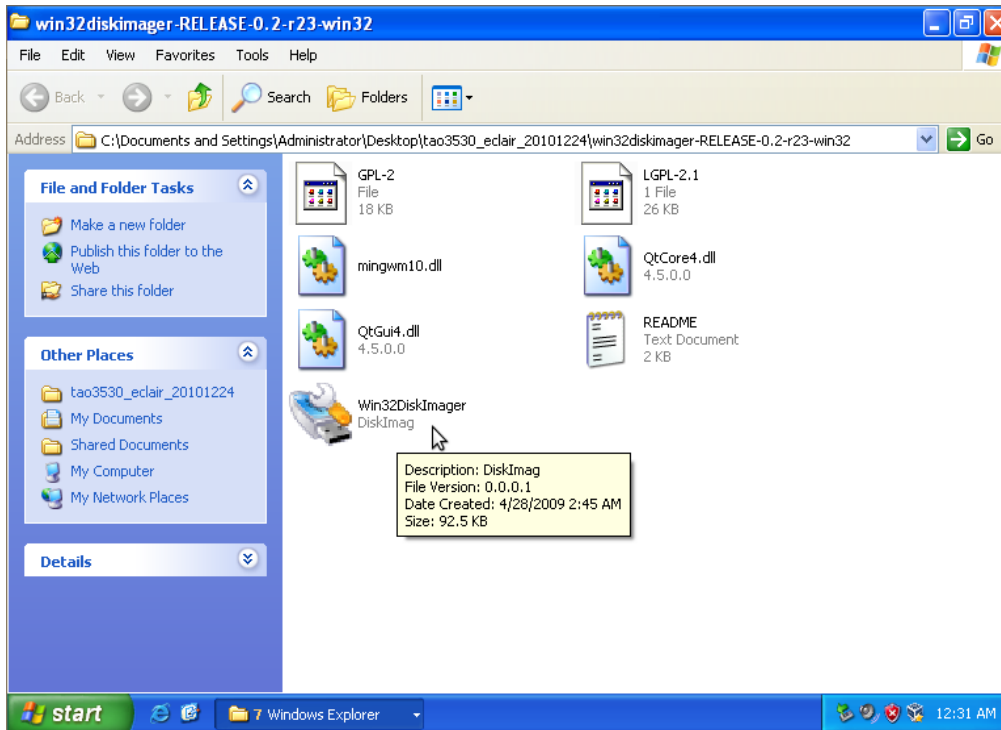 win32diskimager-RELEASE-0.2-r23-win32
File Edit View Favorites Tools Help
Back Search Folders
Address C:\Documents and Settings\Administrator\Desktop\tao3530_eclair_20101224\win32diskimager-RELEASE-0.2-r23-win32 Go
File and Folder Tasks
Make a new folder
Publish this folder to the
Web
Share this folder
Other Places
tao3530_eclair_20101224
My Documents
Shared Documents
My Computer
My Network Places
Details
GPL-2
File
18 KB
LGPL-2.1
1 File
26 KB
mingwm10.dll
QtCore4.dll
4.5.0.0
QtGui4.dll
4.5.0.0
README
Text Document
2 KB
Win32DiskImager
DiskImag
Description: DiskImag
File Version: 0.0.0.1
Date Created: 4/28/2009 2:45 AM
Size: 92.5 KB
start 7 Windows Explorer 12:31 AM